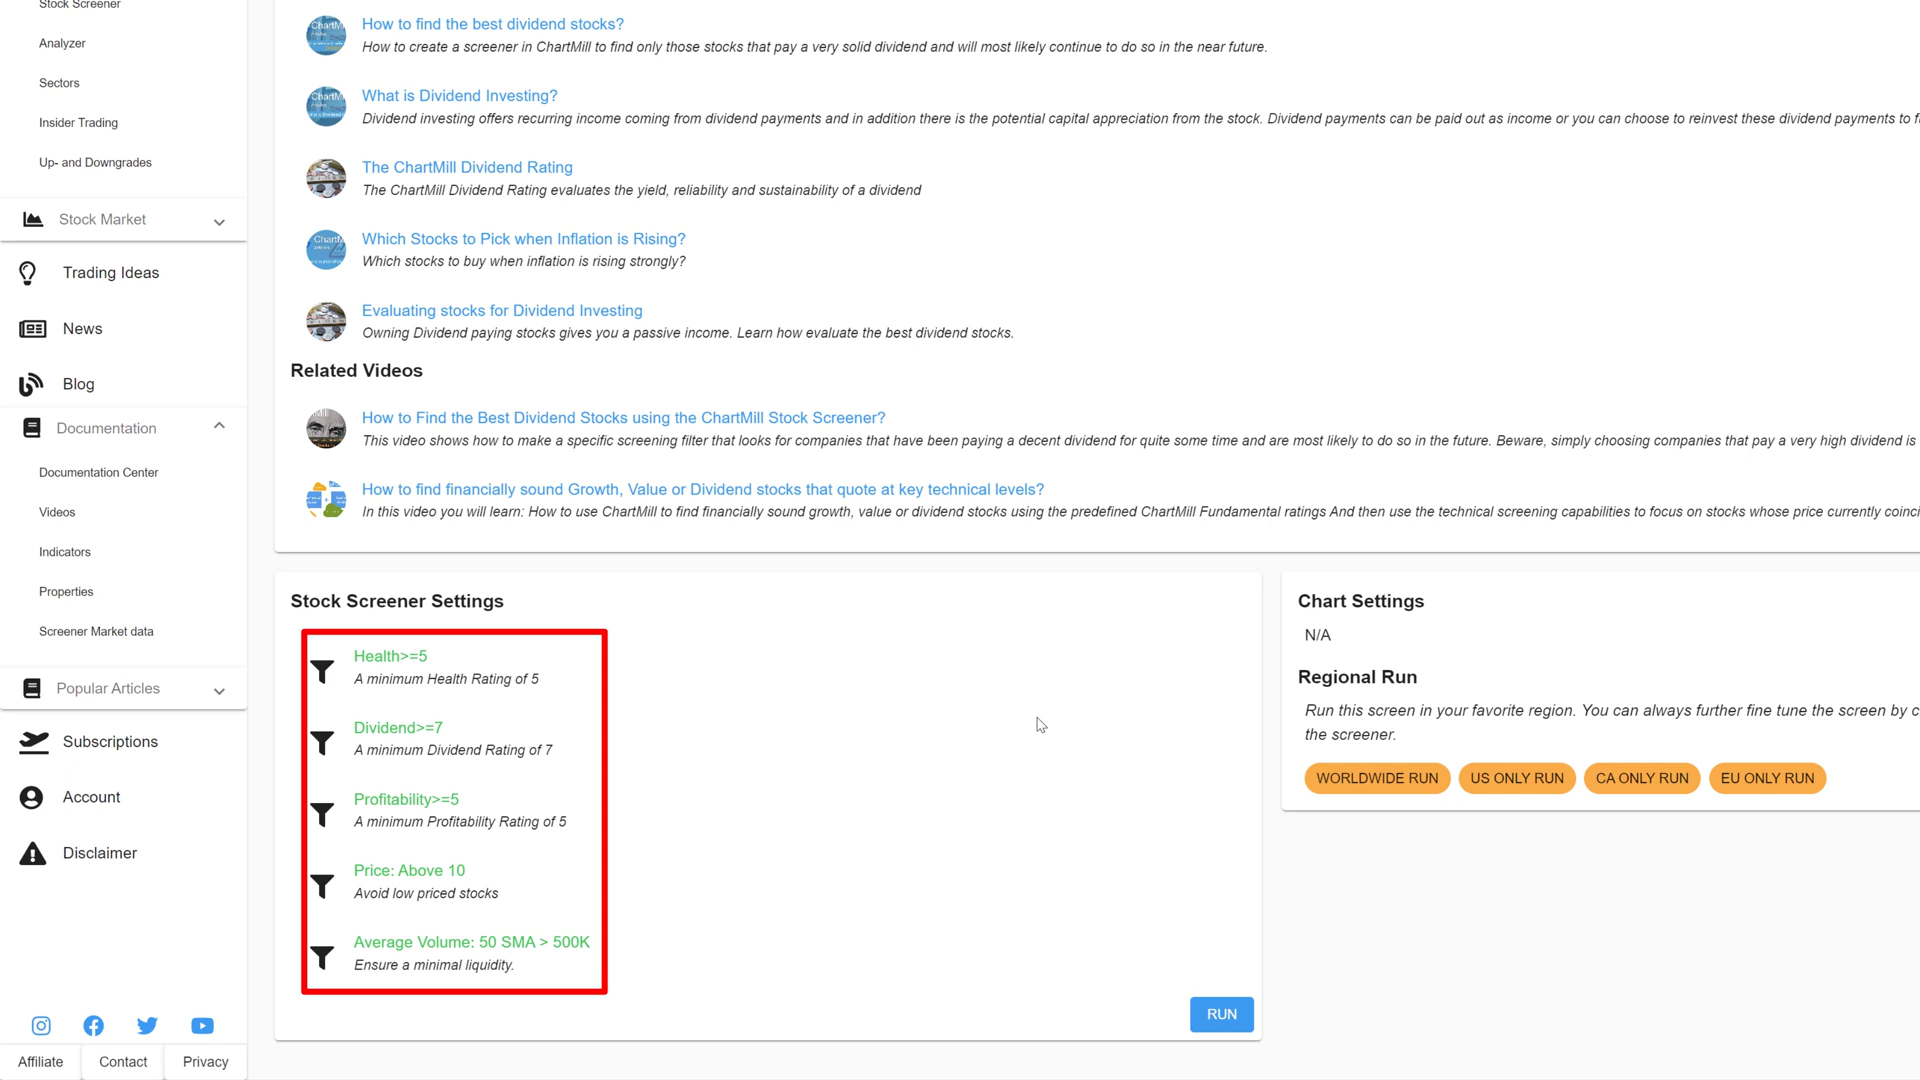 Stock Screener
Analyzer
Sectors
Insider Trading
Up- and Downgrades
Stock Market
Trading Ideas
News
Blog
Documentation
Documentation Center
Videos
Indicators
Properties
Screener Market data
Popular Articles
Subscriptions
Account
Disclaimer
Affiliate
Contact
Privacy
How to find the best dividend stocks?
How to create a screener in ChartMill to find only those stocks that pay a very solid dividend and will most likely continue to do so in the near future.
What is Dividend Investing?
Dividend investing offers recurring income coming from dividend payments and in addition there is the potential capital appreciation from the stock. Dividend payments can be paid out as income or you can choose to reinvest these dividend payments to
The ChartMill Dividend Rating
The ChartMill Dividend Rating evaluates the yield, reliability and sustainability of a dividend
Which Stocks to Pick when Inflation is Rising?
Which stocks to buy when inflation is rising strongly?
Evaluating stocks for Dividend Investing
Owning Dividend paying stocks gives you a passive income. Learn how evaluate the best dividend stocks.
Related Videos
How to Find the Best Dividend Stocks using the ChartMill Stock Screener?
This video shows how to make a specific screening filter that looks for companies that have been paying a decent dividend for quite some time and are most likely to do so in the future. Beware, simply choosing companies that pay a very high dividend is
How to find financially sound Growth, Value or Dividend stocks that quote at key technical levels?
In this video you will learn: How to use ChartMill to find financially sound growth, value or dividend stocks using the predefined ChartMill Fundamental ratings And then use the technical screening capabilities to focus on stocks whose price currently
Stock Screener Settings
Health>=5
A minimum Health Rating of 5
Dividend>=7
A minimum Dividend Rating of 7
Profitability>=5
A minimum Profitability Rating of 5
Price: Above 10
Avoid low priced stocks
Average Volume: 50 SMA > 500K
Ensure a minimal liquidity.
RUN
Chart Settings
N/A
Regional Run
Run this screen in your favorite region. You can always further fine tune the screen by
the screener.
WORLDWIDE RUN
US ONLY RUN
CA ONLY RUN
EU ONLY RUN